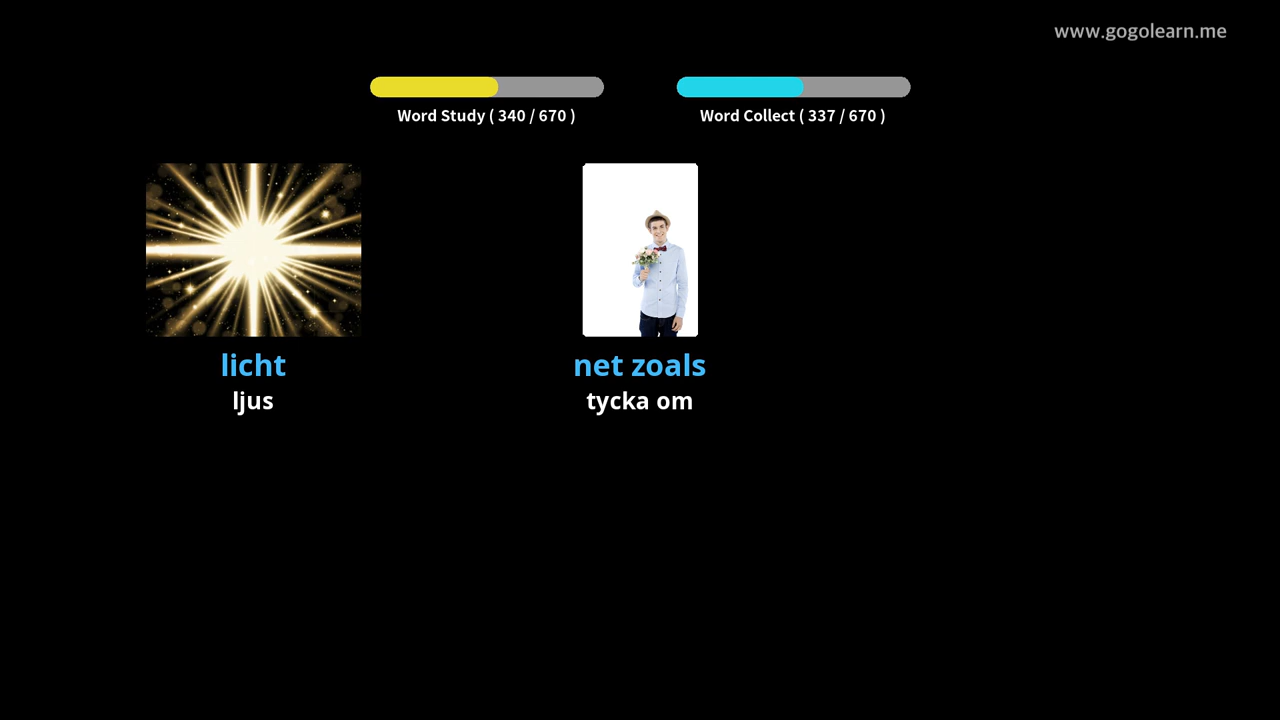 www.gogolearn.me
Word Study ( 340 / 670 )
Word Collect ( 337 / 670 )
licht
ljus
net zoals
tycka om